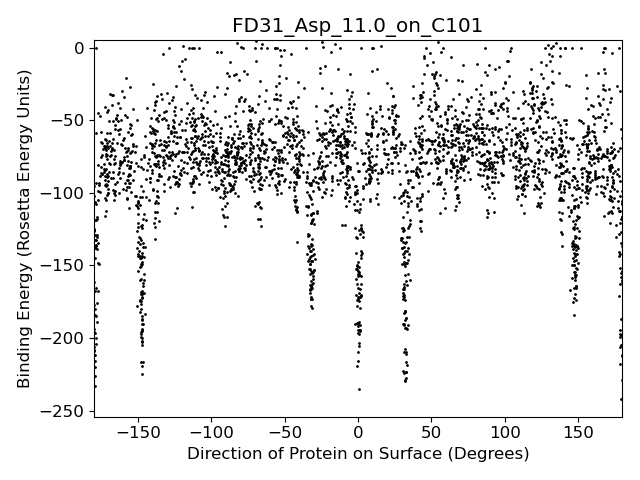 FD31_Asp_11.0_on_C101
Binding Energy (Rosetta Energy Units)
0
−50
−100
−150
−200
−250
−150 −100 −50 0 50 100 150
Direction of Protein on Surface (Degrees)